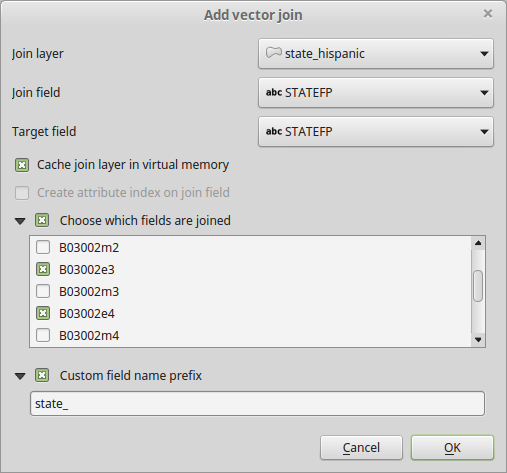 Add vector join
Join layer
state_hispanic
Join field
abc STATEFP
Target field
abc STATEFP
Cache join layer in virtual memory
Create attribute index on join field
Choose which fields are joined
B03002m2
B03002e3
B03002m3
B03002e4
B03002m4
Custom field name prefix
state_
Cancel
OK